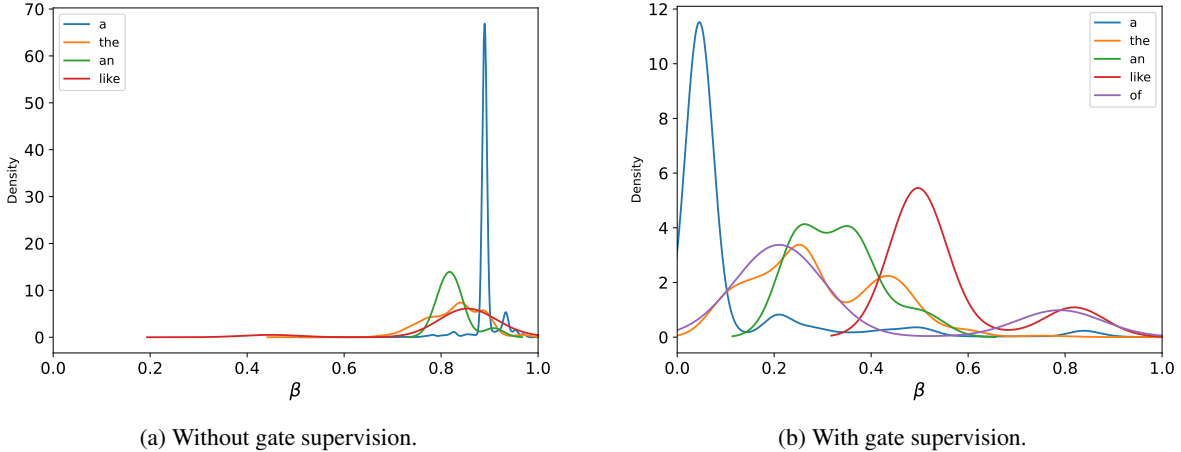 70
60
50
40
30
20
10
0
Density
a
the
an
like
0.0 0.2 0.4 0.6 0.8 1.0
β
(a) Without gate supervision.
12
10
8
6
4
2
0
Density
a
the
an
like
of
0.0 0.2 0.4 0.6 0.8 1.0
β
(b) With gate supervision.